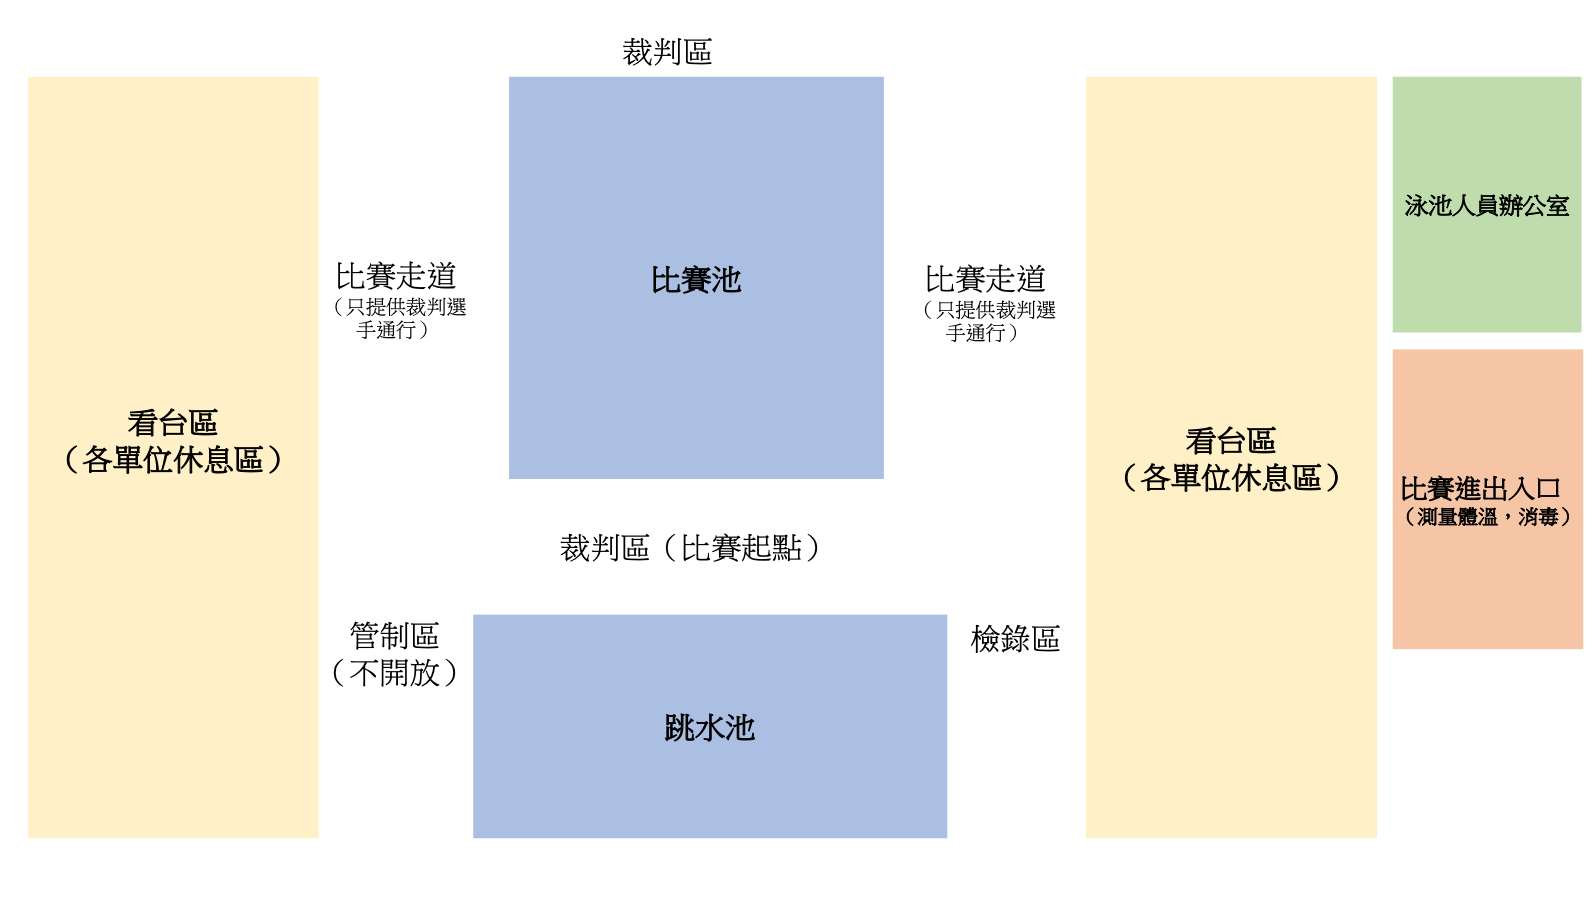 裁判區
比賽走道
（只提供裁判選
手通行）
比賽池
比賽走道
（只提供裁判選
手通行）
泳池人員辦公室
看台區
（各單位休息區）
看台區
（各單位休息區）
比賽進出入口
（測量體溫，消毒）
裁判區（比賽起點）
管制區
（不開放）
檢錄區
跳水池